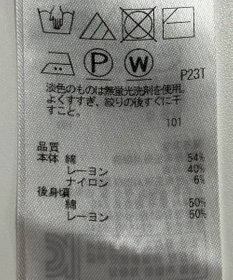 P W
P23T
淡色のものは無蛍光洗剤を使用。
よくすすぎ、絞りの後すぐに干
すこと。
101
品質
本体 綿 54%
レーヨン 40%
ナイロン 6%
後身頃
綿 50%
レーヨン 50%